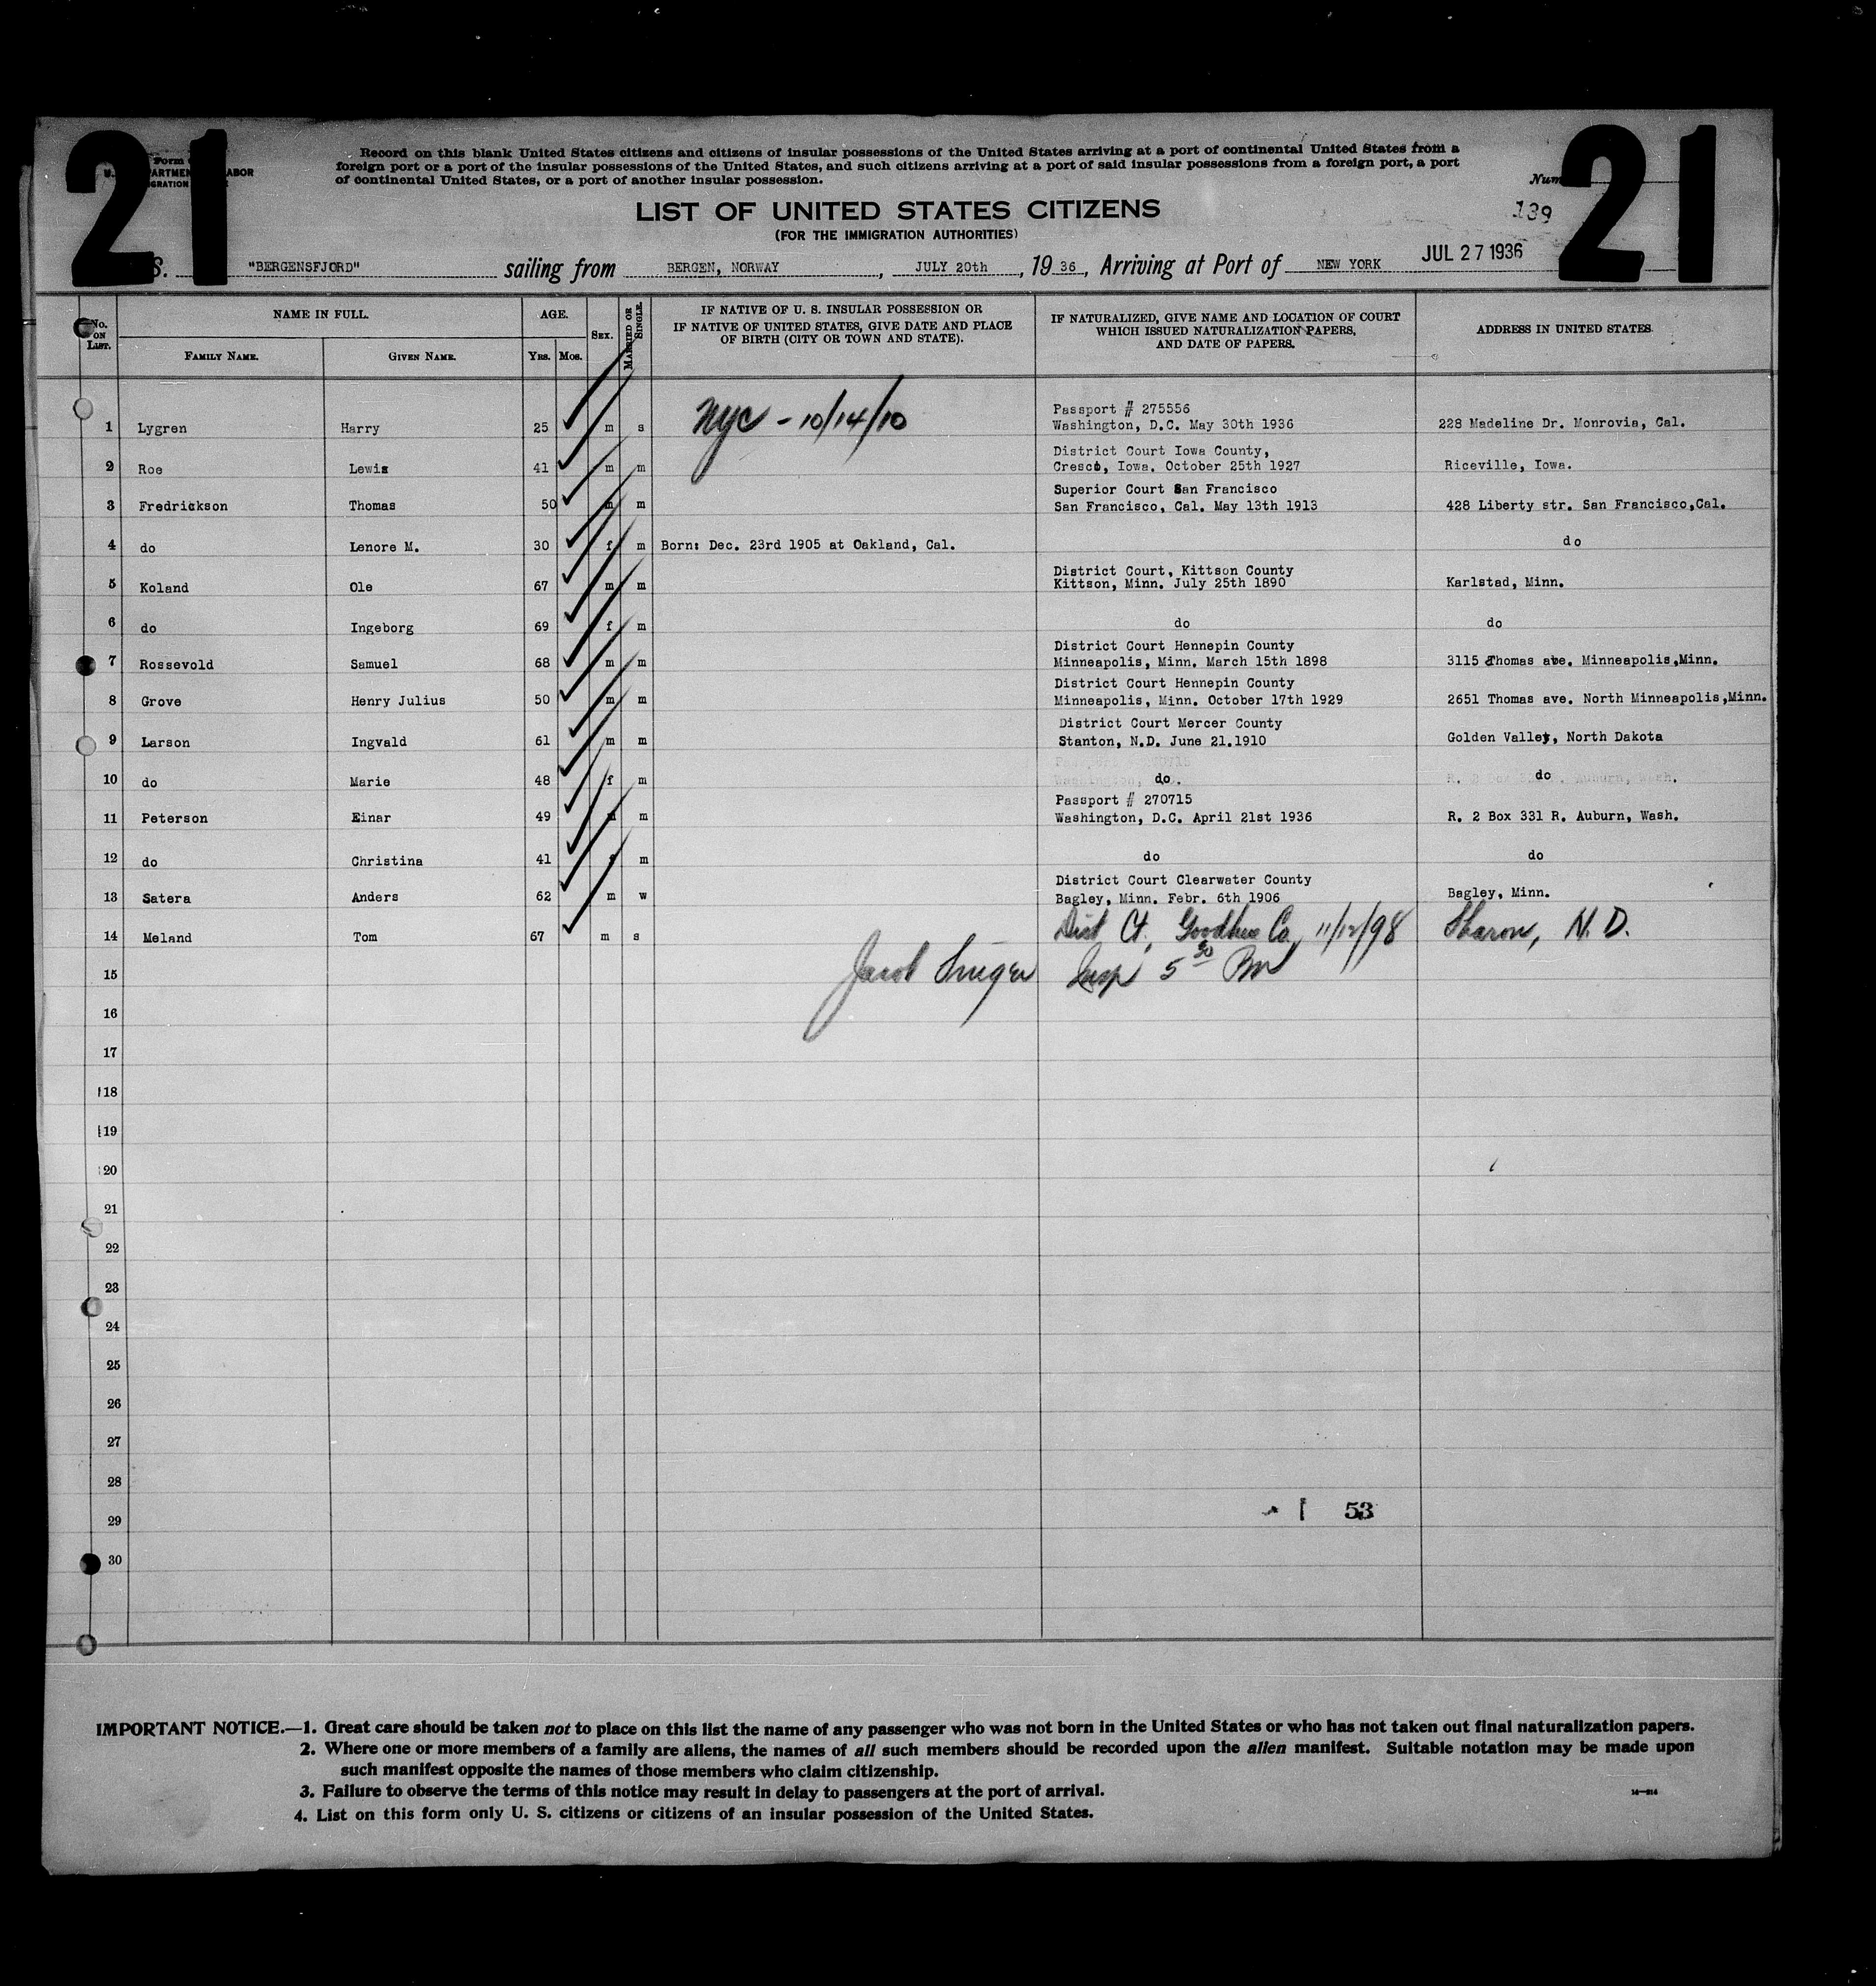 21
21
Form
U. ARTMEN ABOR
IGRATION
Record on this blank United States citizens and citizens of insular possessions of the United States arriving at a port of continental United States from a
foreign port or a port of the insular possessions of the United States, and such citizens arriving at a port of said insular possessions from a foreign port, a port
of continental United States, or a port of another insular possession.
Num
139
LIST OF UNITED STATES CITIZENS
(FOR THE IMMIGRATION AUTHORITIES)
S. "BERGENSFJORD" sailing from BERGEN, NORWAY, JULY 20th, 19 36, Arriving at Port of NEW YORK JUL 27 1936
No. ON LIST. NAME IN FULL. AGE. SEX. MARRIED OR SINGLE. IF NATIVE OF U. S. INSULAR POSSESSION OR IF NATIVE OF UNITED STATES, GIVE DATE AND PLACE OF BIRTH (CITY OR TOWN AND STATE). IF NATURALIZED, GIVE NAME AND LOCATION OF COURT WHICH ISSUED NATURALIZATION PAPERS, AND DATE OF PAPERS. ADDRESS IN UNITED STATES
FAMILY NAME. GIVEN NAME. YRS. MOS.
Passport # 275556
1 Lygren Harry 25 m s NYC - 10/14/10 Washington, D.C. May 30th 1936 228 Madeline Dr. Monrovia, Cal.
District Court Iowa County,
2 Roe Lewis 41 m m Cresco, Iowa. October 25th 1927 Riceville, Iowa.
Superior Court San Francisco
3 Fredrickson Thomas 50 m m San Francisco, Cal. May 13th 1913 428 Liberty str. San Francisco,Cal.
4 do Lenore M. 30 f m Born: Dec. 23rd 1905 at Oakland, Cal. do
District Court, Kittson County
5 Koland Ole 67 m m Kittson, Minn. July 25th 1890 Karlstad, Minn.
6 do Ingeborg 69 f m do do
District Court Hennepin County
7 Rossevold Samuel 68 m m Minneapolis, Minn. March 15th 1898 3115 Thomas ave. Minneapolis,Minn.
District Court Hennepin County
8 Grove Henry Julius 50 m m Minneapolis, Minn. October 17th 1929 2651 Thomas ave. North Minneapolis,Minn.
District Court Mercer County
9 Larson Ingvald 61 m m Stanton, N.D. June 21.1910 Golden Valley, North Dakota
10 do Marie 48 f m do. do
Passport # 270715
11 Peterson Einar 49 m m Washington, D.C. April 21st 1936 R. 2 Box 331 R. Auburn, Wash.
12 do Christina 41 f m do do
District Court Clearwater County
13 Satera Anders 62 m w Bagley, Minn. Febr. 6th 1906 Bagley, Minn.
14 Meland Tom 67 m s Dist Ct. Goodhue Co. 11/12/98 Sharon, N. D.
15 Insp 5 30 PM
16
17
18
19
20
21
22
23
24
25
26
27
28
29 53
30
IMPORTANT NOTICE.—1. Great care should be taken not to place on this list the name of any passenger who was not born in the United States or who has not taken out final naturalization papers.
2. Where one or more members of a family are aliens, the names of all such members should be recorded upon the alien manifest. Suitable notation may be made upon
such manifest opposite the names of those members who claim citizenship.
3. Failure to observe the terms of this notice may result in delay to passengers at the port of arrival.
4. List on this form only U. S. citizens or citizens of an insular possession of the United States.